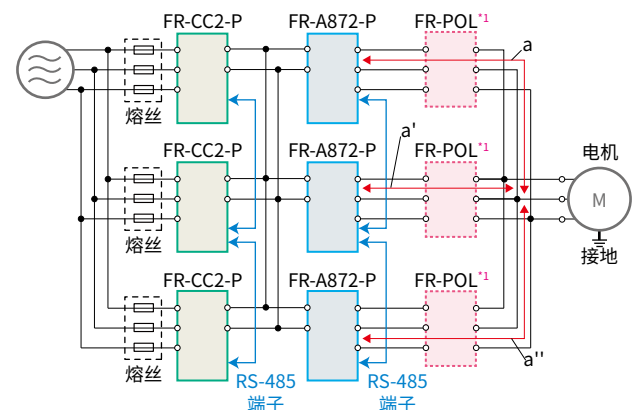 FR-CC2-P FR-A872-P FR-POL*1
a
熔丝
a'
FR-CC2-P FR-A872-P FR-POL*1
电机
M
熔丝
接地
FR-CC2-P FR-A872-P FR-POL*1
a''
熔丝
RS-485 RS-485
端子 端子